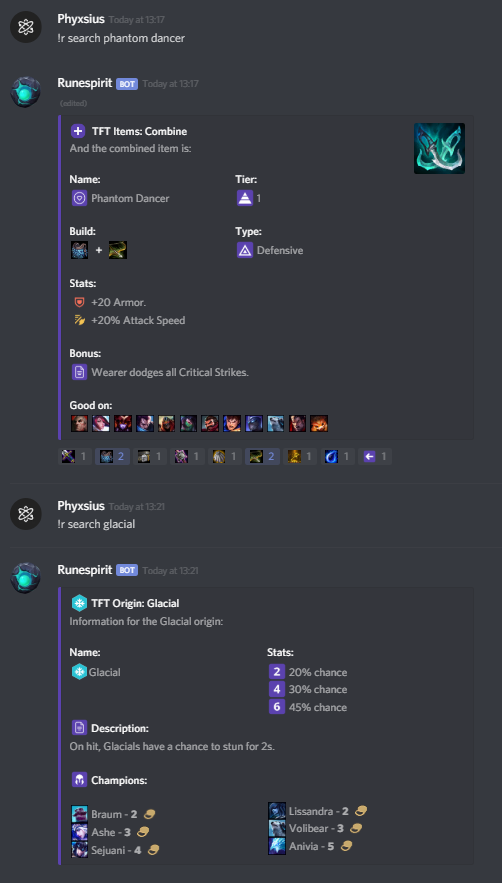 Phyxsius Today at 13:17
!r search phantom dancer
Runespirit BOT Today at 13:17
(edited)
TFT Items: Combine
And the combined item is:
Name: Tier:
Phantom Dancer 1
Build: Type:
+ Defensive
Stats:
+20 Armor.
+20% Attack Speed
Bonus:
Wearer dodges all Critical Strikes.
Good on:
1 2 1 1 1 2 1 1 1
Phyxsius Today at 13:21
!r search glacial
Runespirit BOT Today at 13:21
TFT Origin: Glacial
Information for the Glacial origin:
Name: Stats:
Glacial 2 20% chance
4 30% chance
6 45% chance
Description:
On hit, Glacials have a chance to stun for 2s.
Champions:
Braum - 2 Lissandra - 2
Ashe - 3 Volibear - 3
Sejuani - 4 Anivia - 5